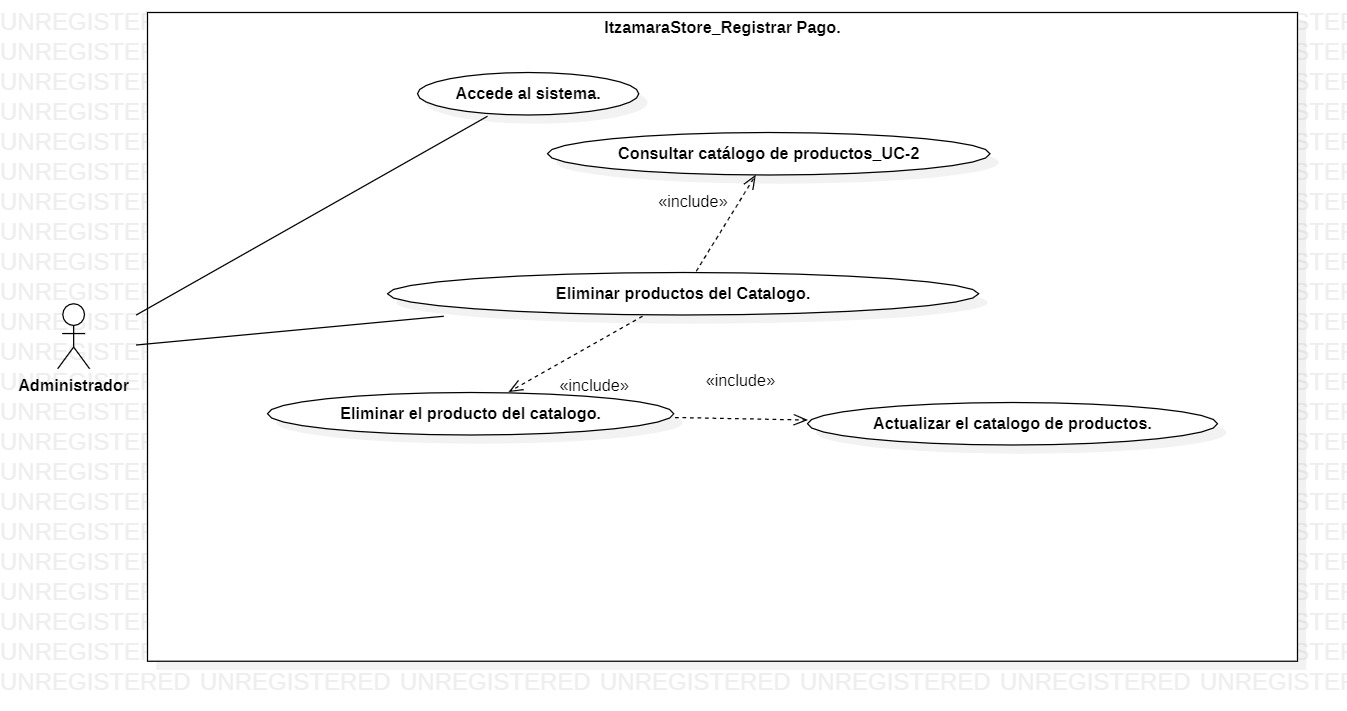 ItzamaraStore_Registrar Pago.
Accede al sistema.
Consultar catálogo de productos_UC-2
«include»
Eliminar productos del Catalogo.
Administrador
«include»
«include»
Eliminar el producto del catalogo.
Actualizar el catalogo de productos.
UNREGISTERED UNREGISTERED UNREGISTERED UNREGISTERED UNREGISTERED UNREGISTERED UNREGISTERED